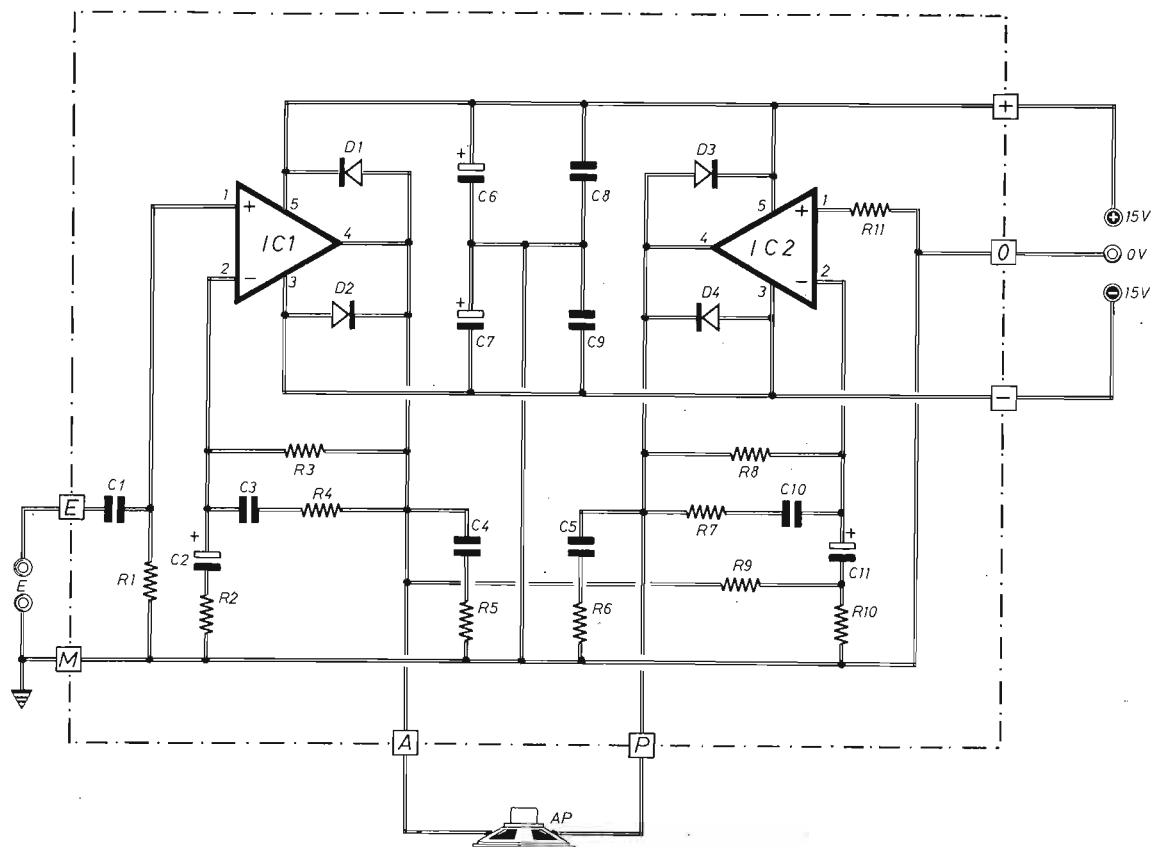 +
D1
D3
+
C6
C8
1
+
5
5
+
1
R11
IC1
4
4
IC2
15V
0
0V
2
−
3
3
−
2
15V
D2
D4
+
C7
C9
−
R3
R8
E
C1
C3
R4
C4
C5
R7
C10
+
C2
+
C11
E
R1
R2
R5
R6
R9
R10
M
A
P
AP